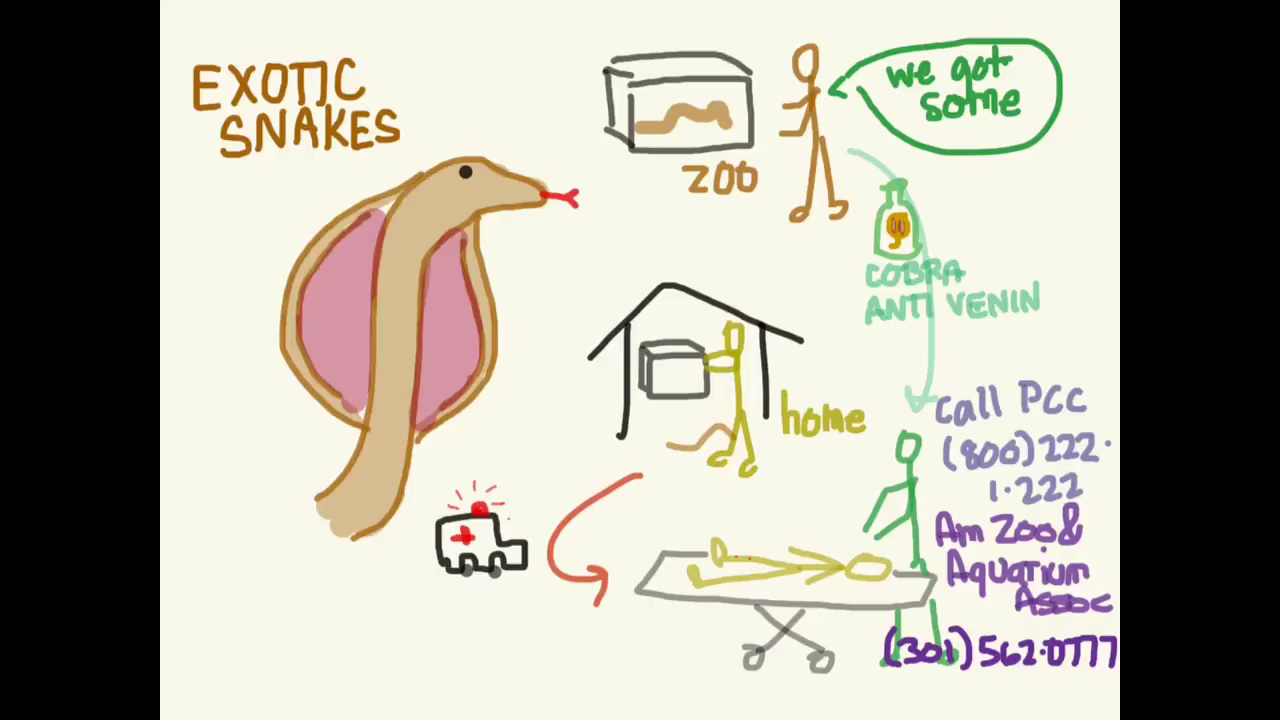 EXOTIC
SNAKES
we got
some
ZOO
COBRA
ANTI VENIN
home
Call PCC
(800) 222.
1.222
Am Zoo &
Aquatium
Assoc
(301) 562.0777